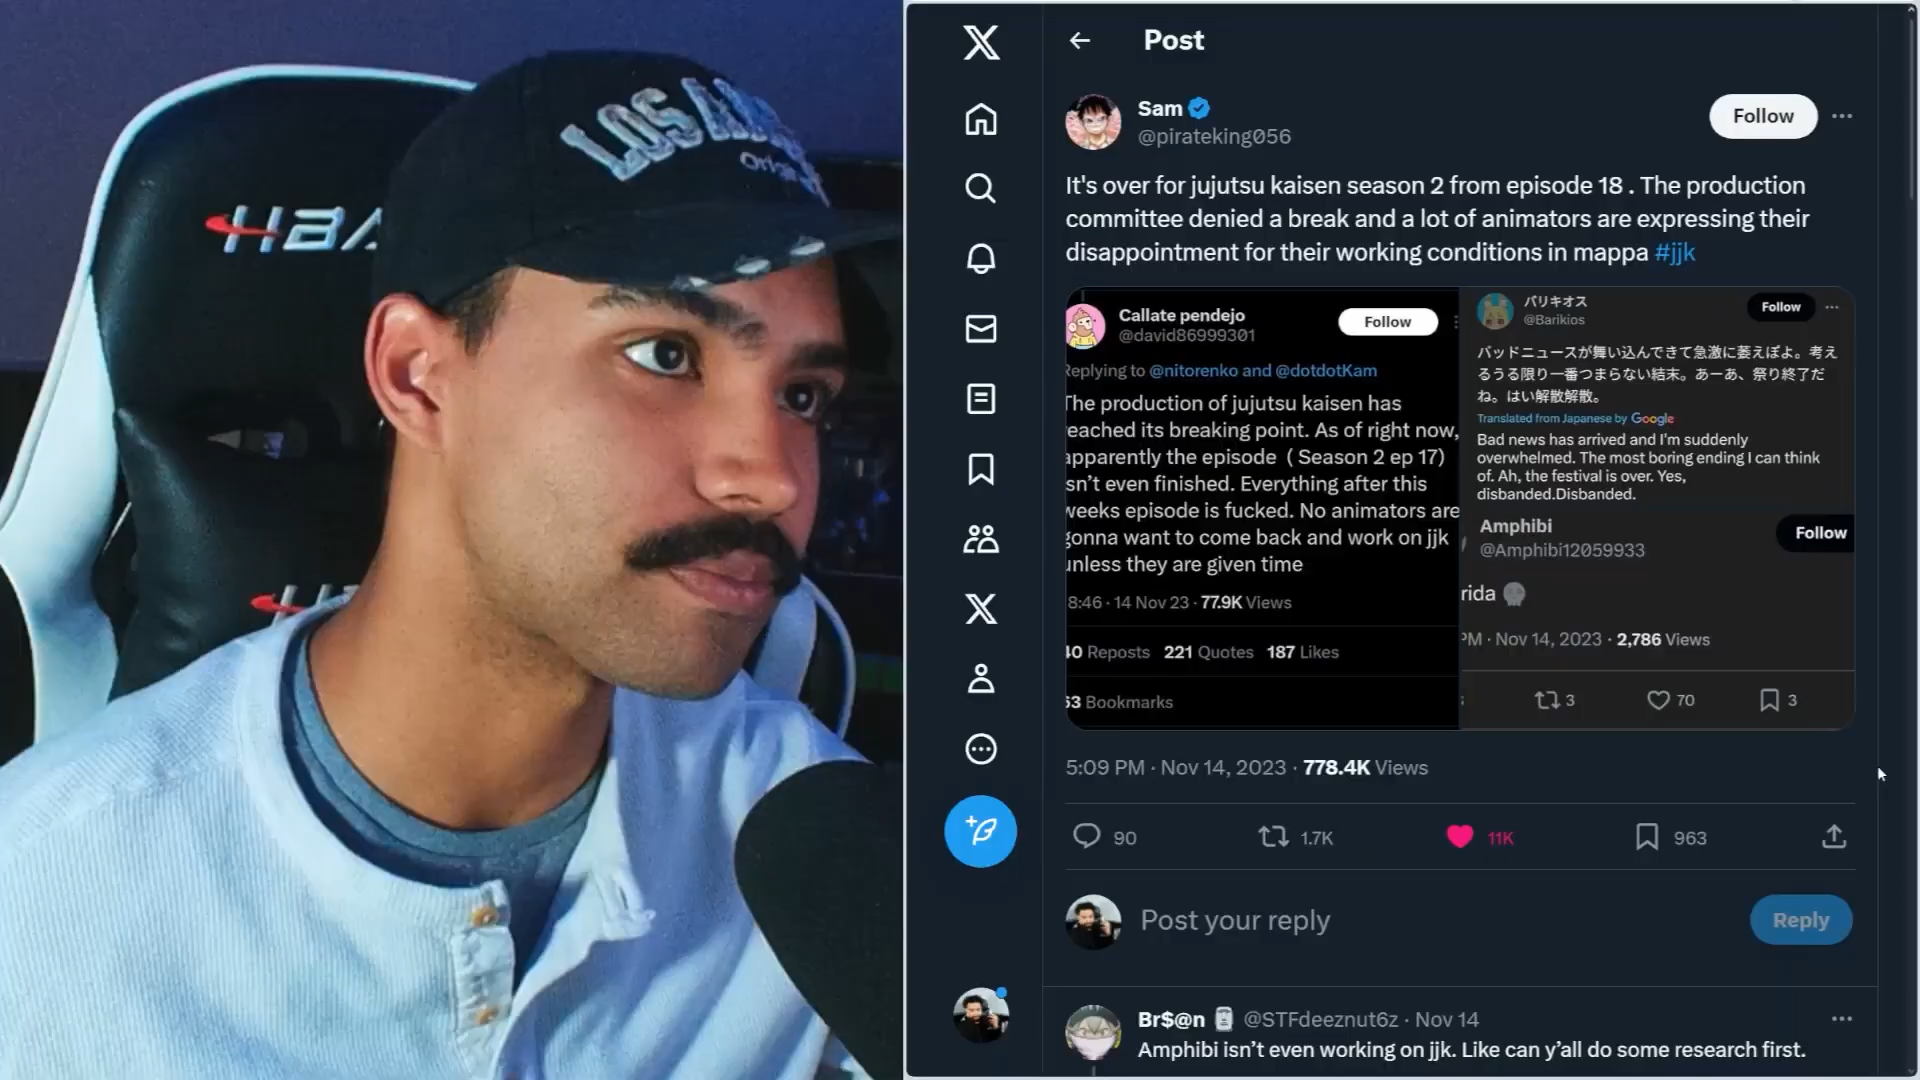 LOS AN
HBA
H
Post
Sam
@pirateking056
Follow
It's over for jujutsu kaisen season 2 from episode 18 . The production
committee denied a break and a lot of animators are expressing their
disappointment for their working conditions in mappa #jjk
Callate pendejo
@david86999301
Follow
Replying to @nitorenko and @dotdotKam
The production of jujutsu kaisen has
reached its breaking point. As of right now,
apparently the episode ( Season 2 ep 17)
isn't even finished. Everything after this
weeks episode is fucked. No animators are
gonna want to come back and work on jjk
unless they are given time
8:46 · 14 Nov 23 · 77.9K Views
40 Reposts 221 Quotes 187 Likes
63 Bookmarks
バリキオス
@Barikios
Follow
バッドニュースが舞い込んできて急激に萎えぽよ。考え
うる限り一番つまらない結末。あーあ、祭り終了だ
ね。はい解散解散。
Translated from Japanese by Google
Bad news has arrived and I'm suddenly
overwhelmed. The most boring ending I can think
of. Ah, the festival is over. Yes,
disbanded.Disbanded.
Amphibi
@Amphibi12059933
Follow
rida 💀
PM · Nov 14, 2023 · 2,786 Views
3 70 3
5:09 PM · Nov 14, 2023 · 778.4K Views
90 1.7K 11K 963
Post your reply
Reply
Br$@n 🗿 @STFdeeznut6z · Nov 14
Amphibi isn't even working on jjk. Like can y'all do some research first.